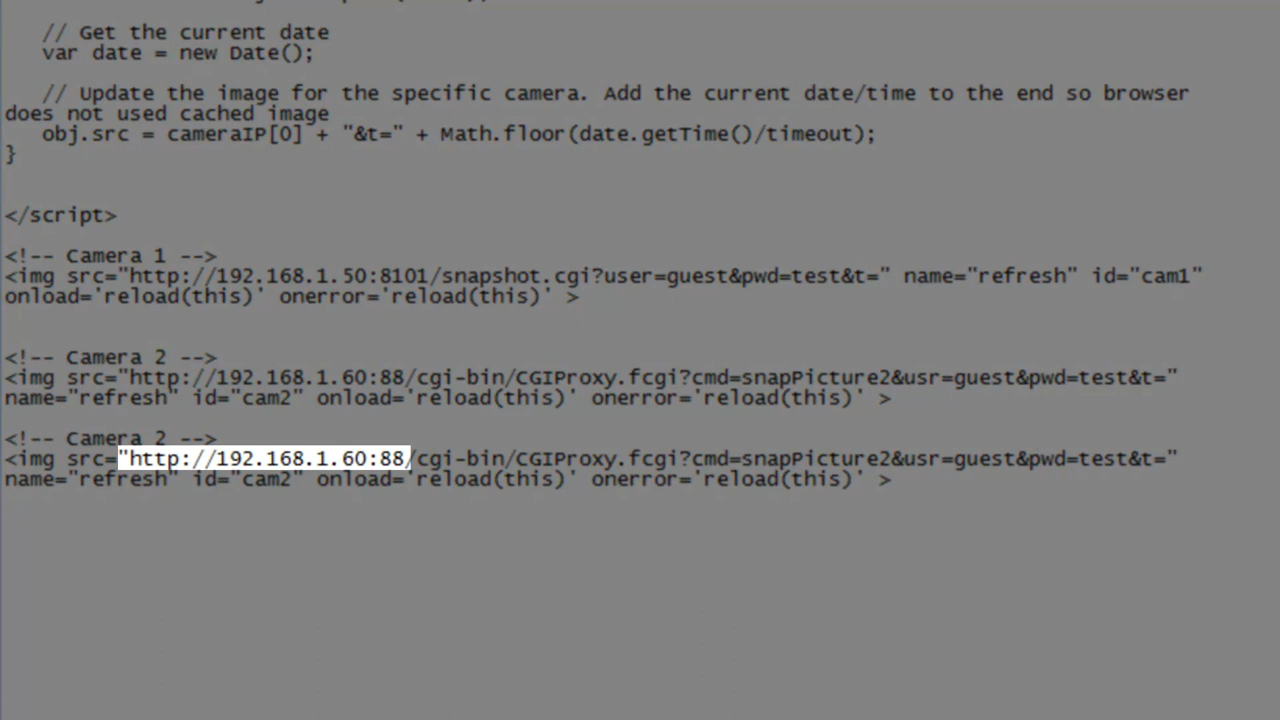 // Get the current date
var date = new Date();
// Update the image for the specific camera. Add the current date/time to the end so browser
does not used cached image
obj.src = cameraIP[0] + "&t=" + Math.floor(date.getTime()/timeout);
}
</script>
<!-- Camera 1 -->
<img src="http://192.168.1.50:8101/snapshot.cgi?user=guest&pwd=test&t=" name="refresh" id="cam1"
onload='reload(this)' onerror='reload(this)' >
<!-- Camera 2 -->
<img src="http://192.168.1.60:88/cgi-bin/CGIProxy.fcgi?cmd=snapPicture2&usr=guest&pwd=test&t="
name="refresh" id="cam2" onload='reload(this)' onerror='reload(this)' >
<!-- Camera 2 -->
<img src="http://192.168.1.60:88/cgi-bin/CGIProxy.fcgi?cmd=snapPicture2&usr=guest&pwd=test&t="
name="refresh" id="cam2" onload='reload(this)' onerror='reload(this)' >